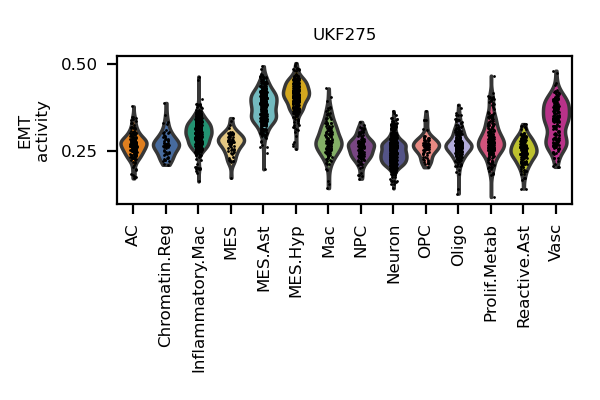 UKF275
0.50
0.25
EMT
activity
AC
Chromatin.Reg
Inflammatory.Mac
MES
MES.Ast
MES.Hyp
Mac
NPC
Neuron
OPC
Oligo
Prolif.Metab
Reactive.Ast
Vasc